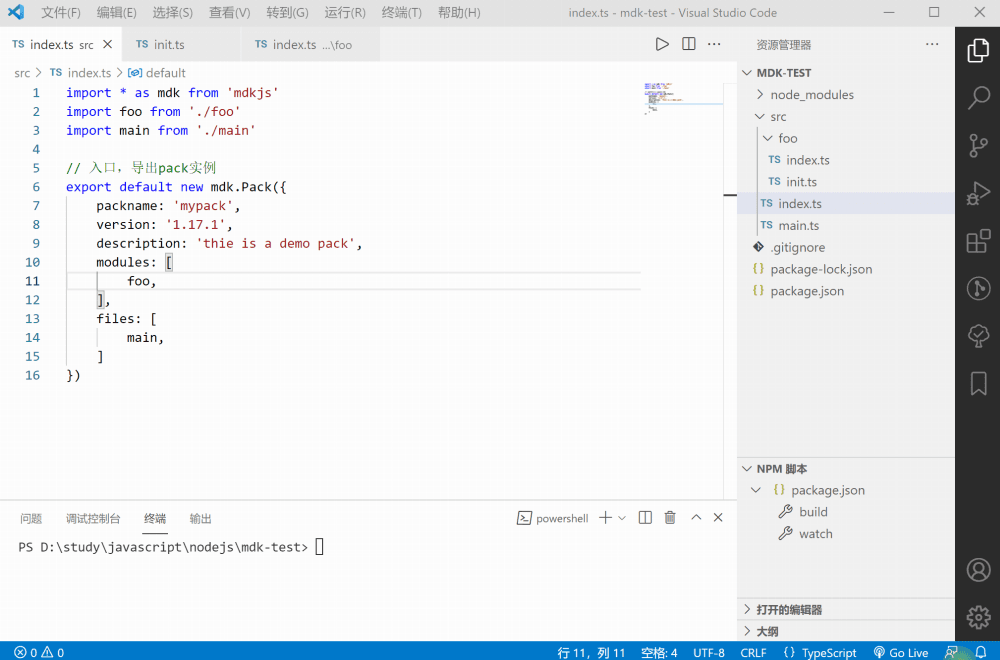 文件(F) 编辑(E) 选择(S) 查看(V) 转到(G) 运行(R) 终端(T) 帮助(H) index.ts - mdk-test - Visual Studio Code
TS index.ts src TS init.ts TS index.ts ...\foo
src > TS index.ts > default
1 import * as mdk from 'mdkjs'
2 import foo from './foo'
3 import main from './main'
4
5 // 入口，导出pack实例
6 export default new mdk.Pack({
7 packname: 'mypack',
8 version: '1.17.1',
9 description: 'thie is a demo pack',
10 modules: [
11 foo,
12 ],
13 files: [
14 main,
15 ]
16 })
资源管理器
MDK-TEST
node_modules
src
foo
TS index.ts
TS init.ts
TS index.ts
TS main.ts
.gitignore
{} package-lock.json
{} package.json
NPM 脚本
{} package.json
build
watch
打开的编辑器
大纲
问题 调试控制台 终端 输出 powershell
PS D:\study\javascript\nodejs\mdk-test>
0 0 行 11，列 11 空格: 4 UTF-8 CRLF {} TypeScript Go Live